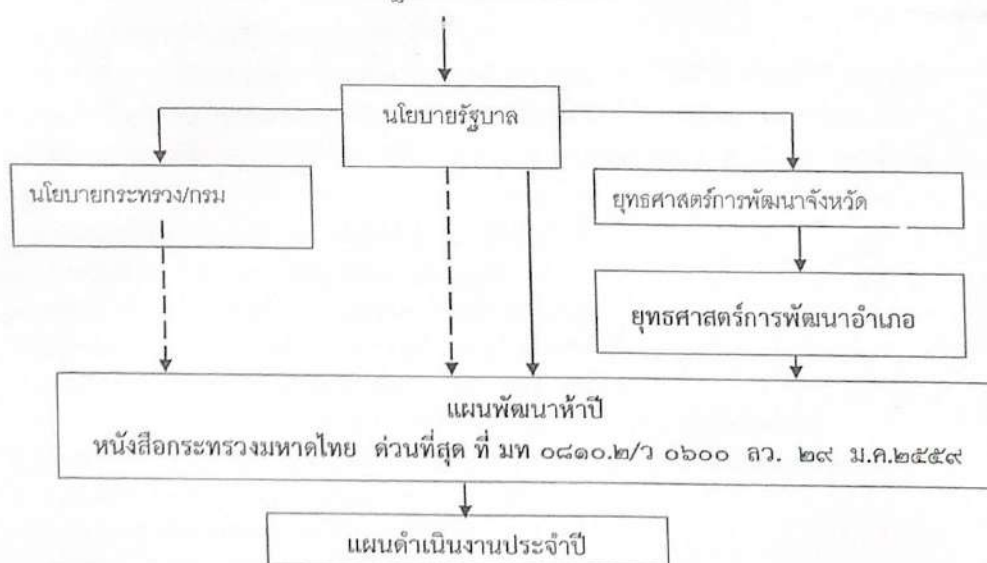 นโยบายรัฐบาล
นโยบายกระทรวง/กรม
ยุทธศาสตร์การพัฒนาจังหวัด
ยุทธศาสตร์การพัฒนาอำเภอ
แผนพัฒนาห้าปี
หนังสือกระทรวงมหาดไทย ด่วนที่สุด ที่ มท ๐๘๑๐.๒/ว ๐๖๐๐ ลว. ๒๙ ม.ค.๒๕๕๙
แผนดำเนินงานประจำปี